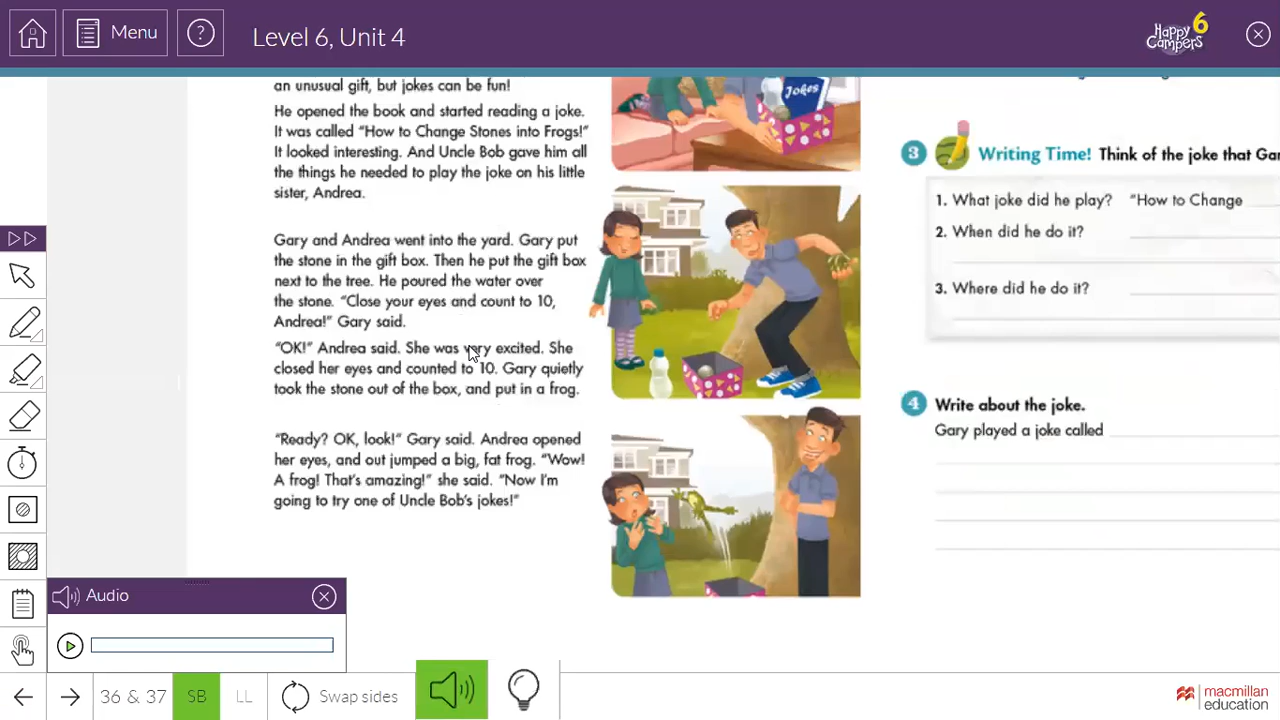 Menu
?
Level 6, Unit 4
Happy Campers 6
an unusual gift, but jokes can be fun!
He opened the book and started reading a joke.
It was called “How to Change Stones into Frogs!”
It looked interesting. And Uncle Bob gave him all
the things he needed to play the joke on his little
sister, Andrea.
Gary and Andrea went into the yard. Gary put
the stone in the gift box. Then he put the gift box
next to the tree. He poured the water over
the stone. “Close your eyes and count to 10,
Andrea!” Gary said.
“OK!” Andrea said. She was very excited. She
closed her eyes and counted to 10. Gary quietly
took the stone out of the box, and put in a frog.
“Ready? OK, look!” Gary said. Andrea opened
her eyes, and out jumped a big, fat frog. “Wow!
A frog! That’s amazing!” she said. “Now I’m
going to try one of Uncle Bob’s jokes!”
Jokes
3 Writing Time! Think of the joke that Gar
1. What joke did he play? “How to Change
2. When did he do it?
3. Where did he do it?
4 Write about the joke.
Gary played a joke called
Audio
36 & 37
SB
LL
Swap sides
macmillan
education